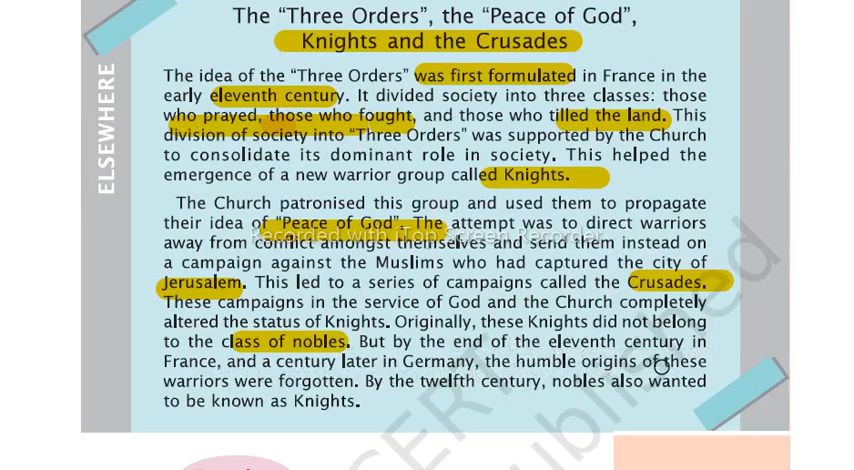 The “Three Orders”, the “Peace of God”,
Knights and the Crusades
ELSEWHERE
The idea of the “Three Orders” was first formulated in France in the
early eleventh century. It divided society into three classes: those
who prayed, those who fought, and those who tilled the land. This
division of society into “Three Orders” was supported by the Church
to consolidate its dominant role in society. This helped the
emergence of a new warrior group called Knights.
The Church patronised this group and used them to propagate
their idea of “Peace of God”. The attempt was to direct warriors
Recorded with iTop Screen Recorder
away from conflict amongst themselves and send them instead on
a campaign against the Muslims who had captured the city of
Jerusalem. This led to a series of campaigns called the Crusades.
These campaigns in the service of God and the Church completely
altered the status of Knights. Originally, these Knights did not belong
to the class of nobles. But by the end of the eleventh century in
France, and a century later in Germany, the humble origins of these
warriors were forgotten. By the twelfth century, nobles also wanted
to be known as Knights.